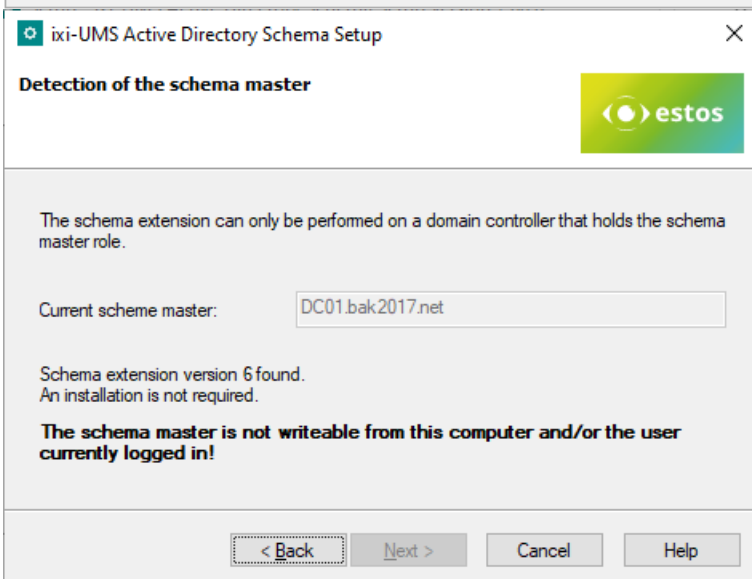 ixi-UMS Active Directory Schema Setup
Detection of the schema master
estos
The schema extension can only be performed on a domain controller that holds the schema
master role.
Current scheme master:
DC01.bak2017.net
Schema extension version 6 found.
An installation is not required.
The schema master is not writeable from this computer and/or the user
currently logged in!
< Back
Next >
Cancel
Help